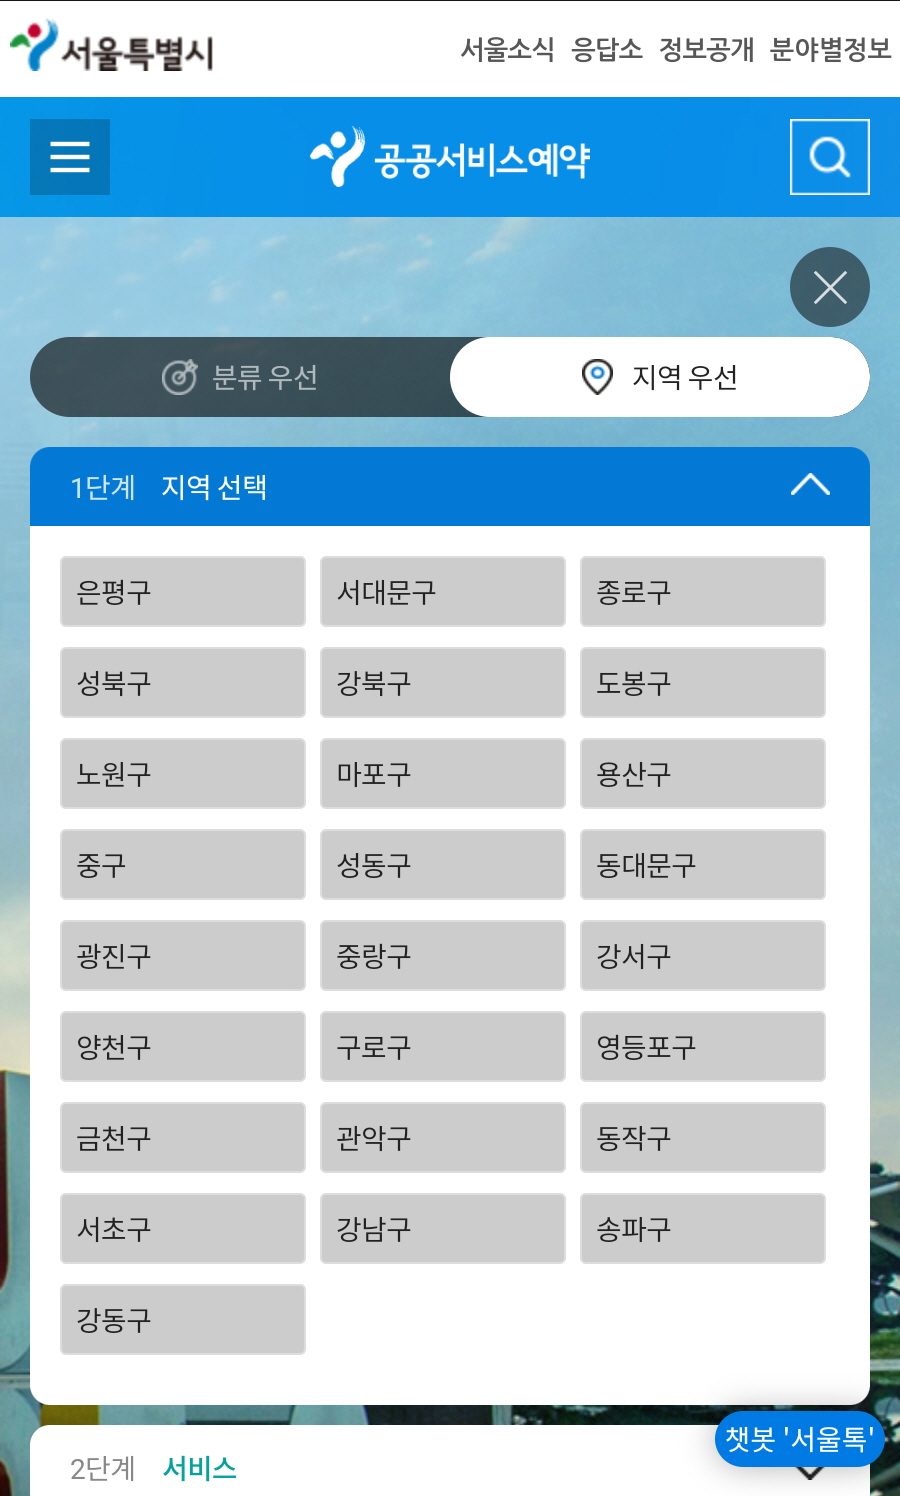 서울특별시
서울소식 응답소 정보공개 분야별정보
공공서비스예약
분류 우선
지역 우선
1단계 지역 선택
은평구 서대문구 종로구
성북구 강북구 도봉구
노원구 마포구 용산구
중구 성동구 동대문구
광진구 중랑구 강서구
양천구 구로구 영등포구
금천구 관악구 동작구
서초구 강남구 송파구
강동구
챗봇 '서울톡'
2단계 서비스